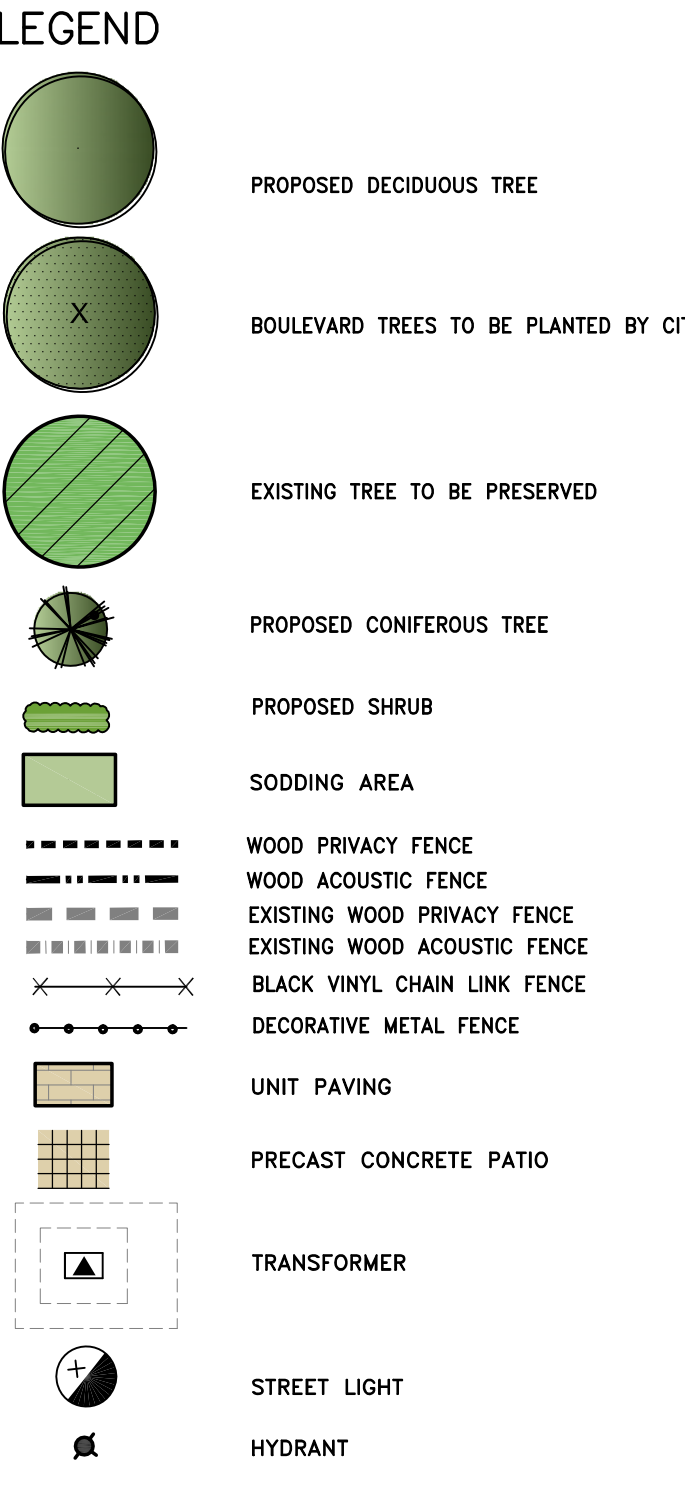 LEGEND
PROPOSED DECIDUOUS TREE
X
BOULEVARD TREES TO BE PLANTED BY
EXISTING TREE TO BE PRESERVED
PROPOSED CONIFEROUS TREE
PROPOSED SHRUB
SODDING AREA
WOOD PRIVACY FENCE
WOOD ACOUSTIC FENCE
EXISTING WOOD PRIVACY FENCE
EXISTING WOOD ACOUSTIC FENCE
BLACK VINYL CHAIN LINK FENCE
DECORATIVE METAL FENCE
UNIT PAVING
PRECAST CONCRETE PATIO
TRANSFORMER
STREET LIGHT
HYDRANT